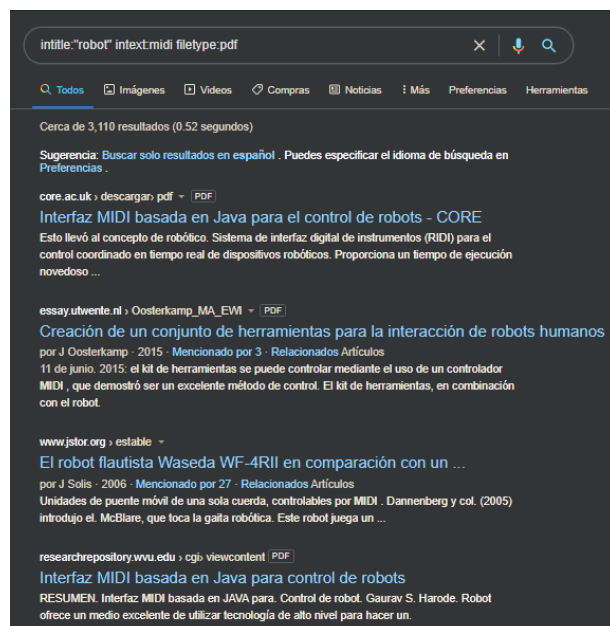 intitle:"robot" intext:midi filetype:pdf
Todos Imágenes Videos Compras Noticias Más Preferencias Herramientas
Cerca de 3,110 resultados (0.52 segundos)
Sugerencia: Buscar solo resultados en español . Puedes especificar el idioma de búsqueda en
Preferencias .
core.ac.uk › descargar› pdf PDF
Interfaz MIDI basada en Java para el control de robots - CORE
Esto llevó al concepto de robótico. Sistema de interfaz digital de instrumentos (RIDI) para el
control coordinado en tiempo real de dispositivos robóticos. Proporciona un tiempo de ejecución
novedoso ...
essay.utwente.nl › Oosterkamp_MA_EWI PDF
Creación de un conjunto de herramientas para la interacción de robots humanos
por J Oosterkamp · 2015 · Mencionado por 3 · Relacionados Artículos
11 de junio. 2015: el kit de herramientas se puede controlar mediante el uso de un controlador
MIDI , que demostró ser un excelente método de control. El kit de herramientas, en combinación
con el robot.
www.jstor.org › estable
El robot flautista Waseda WF-4RII en comparación con un ...
por J Solis · 2006 · Mencionado por 27 · Relacionados Artículos
Unidades de puente móvil de una sola cuerda, controlables por MIDI . Dannenberg y col. (2005)
introdujo el. McBlare, que toca la gaita robótica. Este robot juega un ...
researchrepository.wvu.edu › cgi› viewcontent PDF
Interfaz MIDI basada en Java para control de robots
RESUMEN. Interfaz MIDI basada en JAVA para. Control de robot. Gaurav S. Harode. Robot
ofrece un medio excelente de utilizar tecnología de alto nivel para hacer un.